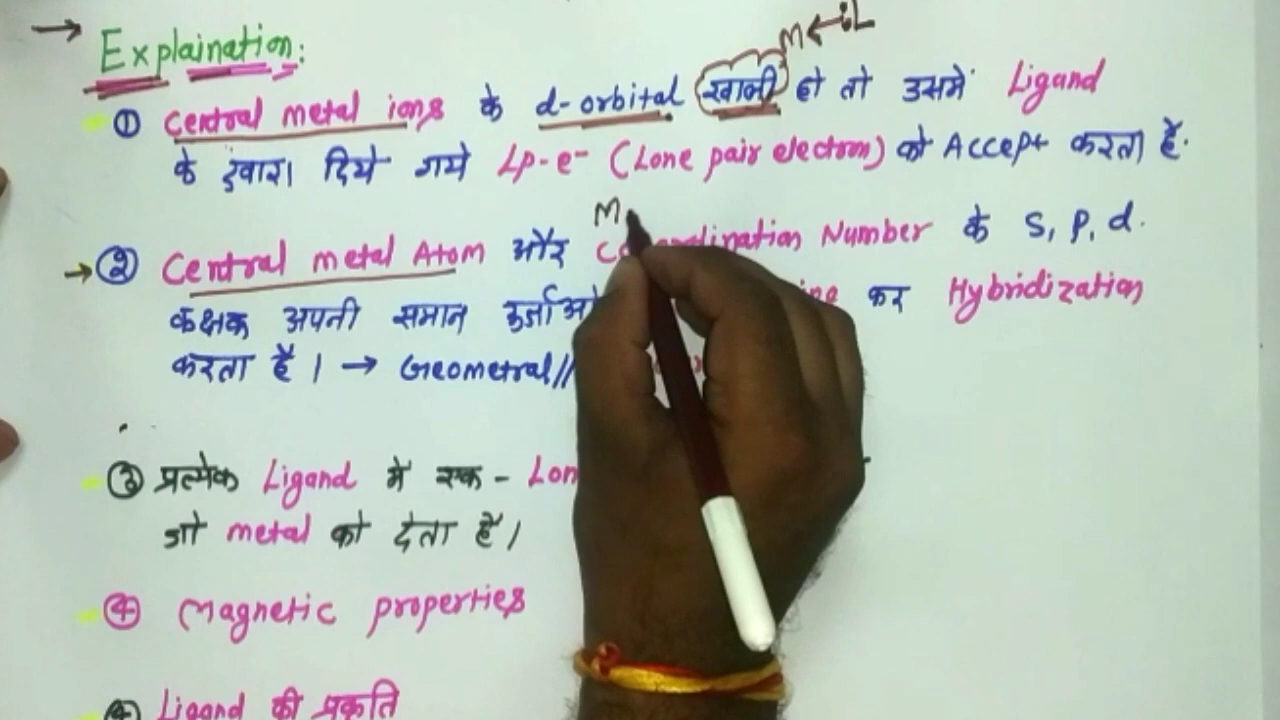 → Explaination:
M ← :L
① Central metal ions के d-orbital खाली हो तो उसमें Ligand
के द्वारा दिये गये Lp-e⁻ (Lone pair electron) को Accept करता है.
M
→ ② Central metal Atom और Number के S, P, d.
कक्षक अपनी समान कर Hybridization
करता है। → Geometral//
③ प्रत्येक Ligand में एक -
जो metal को देता है।
④ Magnetic properties
Ligand की प्रकृति